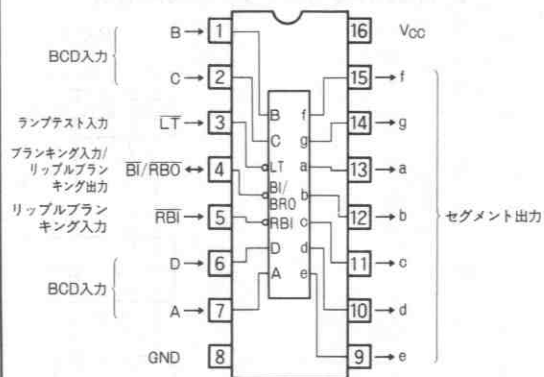 B→ 1
16 VCC
BCD入力
C→ 2
15 →f
ランプテスト入力 LT→ 3
14 →g
ブランキング入力/
リップルブラン
キング出力
BI/RBO↔ 4
13 →a
リップルブラン
キング入力
RBI→ 5
12 →b
セグメント出力
D→ 6
11 →c
BCD入力
A→ 7
10 →d
GND 8
9 →e
B f
C g
LT a
BI/ b
BRO
RBI c
D d
A e